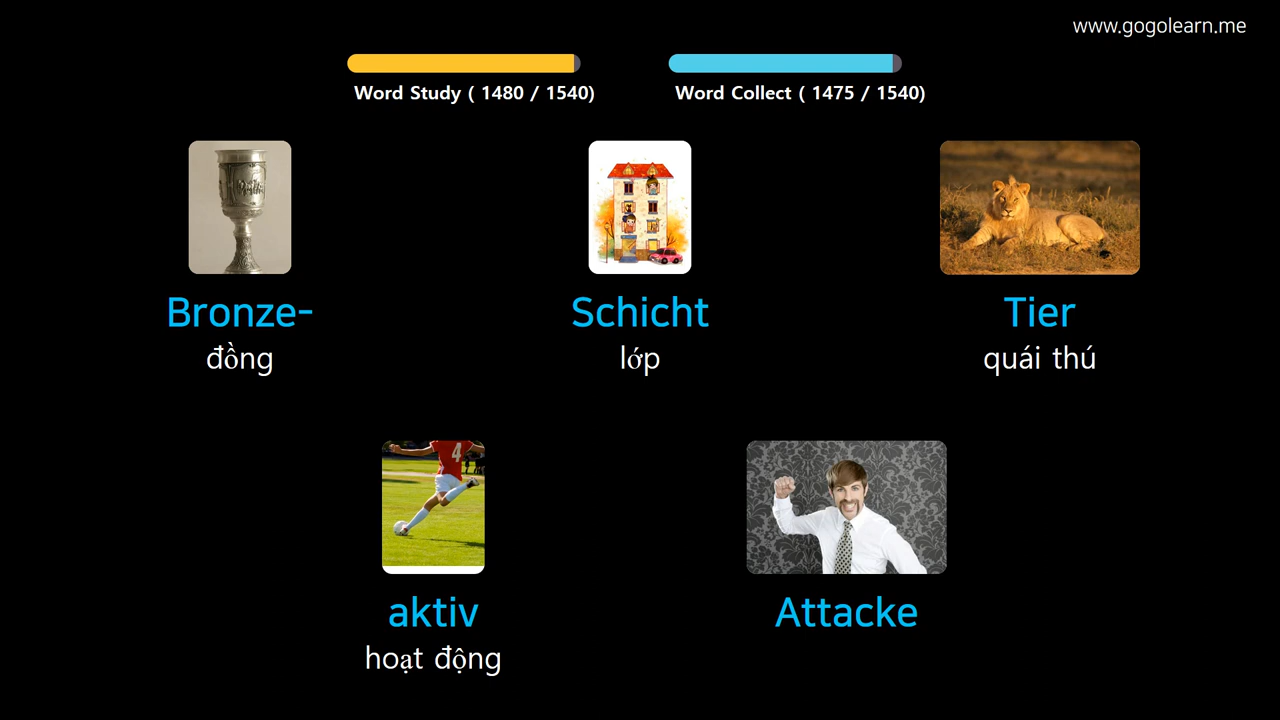 www.gogolearn.me
Word Study ( 1480 / 1540)
Word Collect ( 1475 / 1540)
Bronze-
đồng
Schicht
lớp
Tier
quái thú
4
aktiv
hoạt động
Attacke